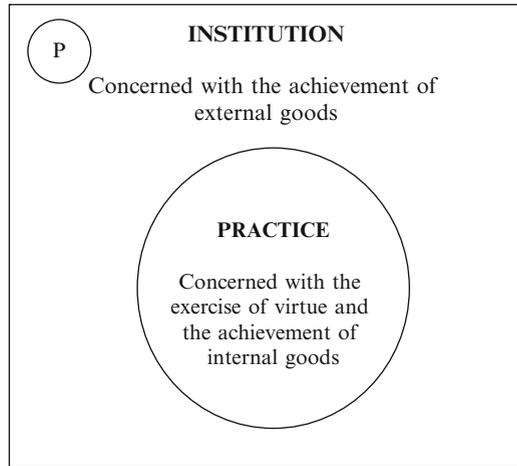 P
INSTITUTION
Concerned with the achievement of
external goods
PRACTICE
Concerned with the
exercise of virtue and
the achievement of
internal goods